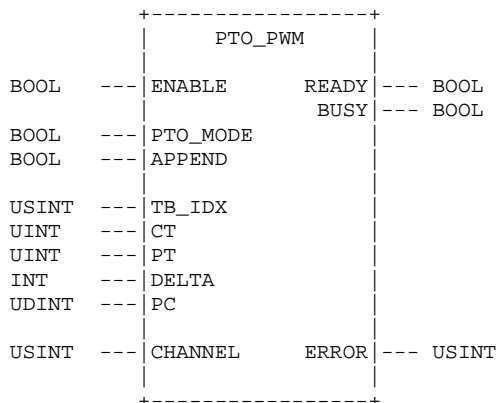 PTO_PWM
BOOL --- ENABLE READY --- BOOL
BUSY --- BOOL
BOOL --- PTO_MODE
BOOL --- APPEND
USINT --- TB_IDX
UINT --- CT
UINT --- PT
INT --- DELTA
UDINT --- PC
USINT --- CHANNEL ERROR --- USINT